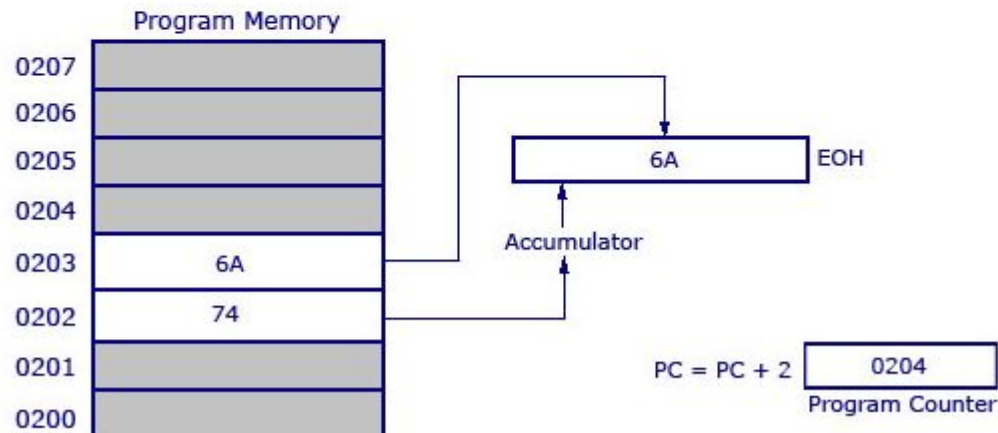 Program Memory
0207
0206
0205
0204
0203 6A
0202 74
0201
0200
6A EOH
Accumulator
PC = PC + 2 0204
Program Counter